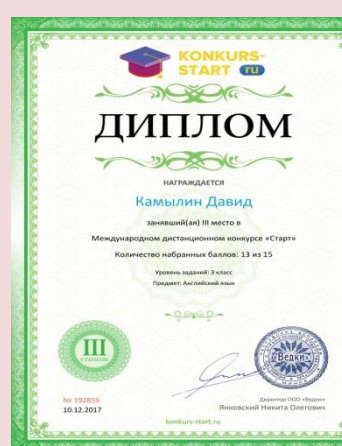 KONKURS-
START ru
ДИПЛОМ
НАГРАЖДАЕТСЯ
Камылин Давид
занявший(ая) III место в
Международном дистанционном конкурсе «Старт»
Количество набранных баллов: 13 из 15
Уровень заданий: 3 класс
Предмет: Английский язык
III
СТЕПЕНИ
«Ведки»
№ 192859
10.12.2017
Директор ООО «Ведки»
Янковский Никита Олегович
konkurs-start.ru